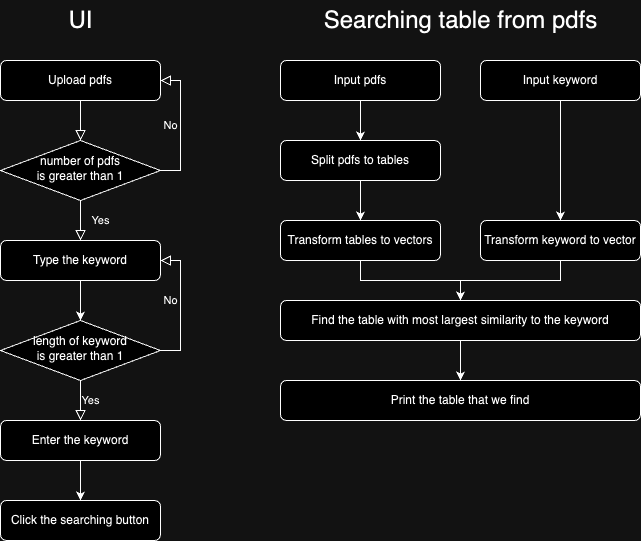 UI
Upload pdfs
No
number of pdfs
is greater than 1
Yes
Type the keyword
No
length of keyword
is greater than 1
Yes
Enter the keyword
Click the searching button
Searching table from pdfs
Input pdfs
Input keyword
Split pdfs to tables
Transform tables to vectors
Transform keyword to vector
Find the table with most largest similarity to the keyword
Print the table that we find